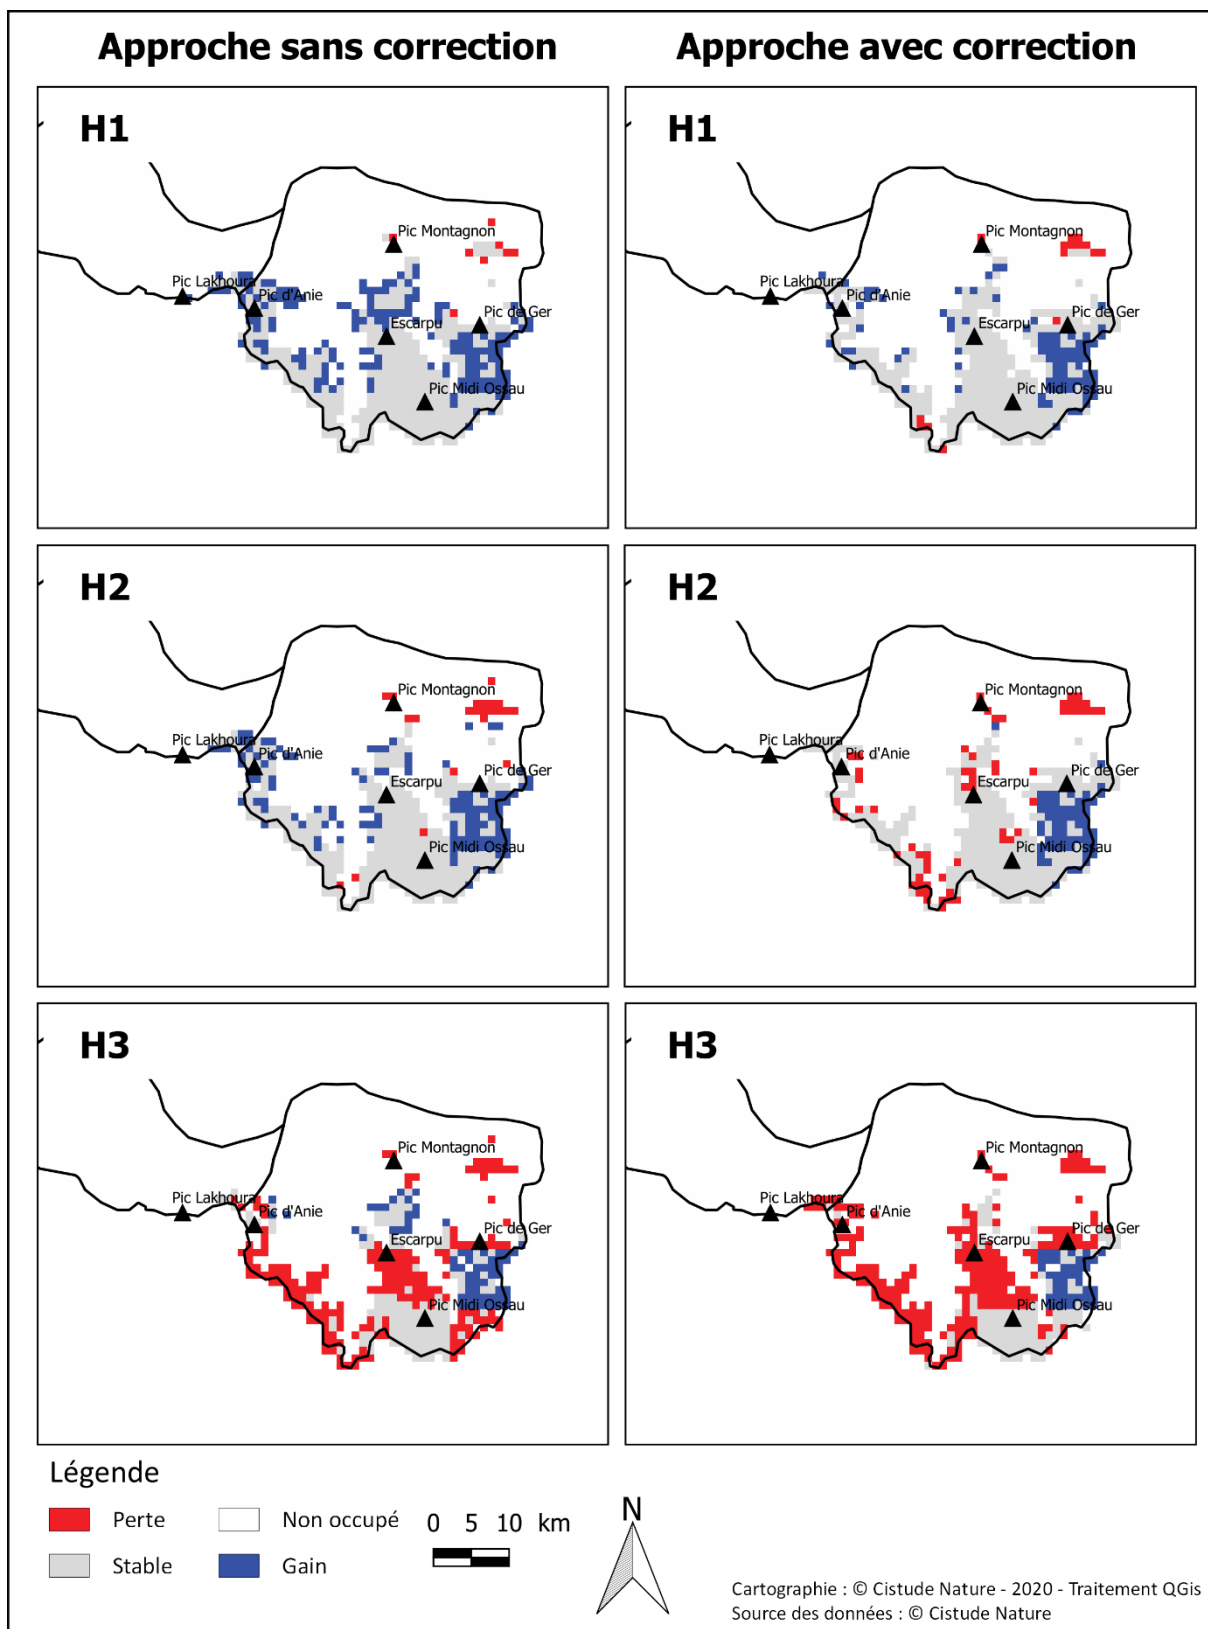 Approche sans correction
Approche avec correction
H1
Pic Montagnon
Pic Lakhoura
Pic d'Anie
Pic de Ger
Escarpu
Pic Midi Ossau
H1
Pic Montagnon
Pic Lakhoura
Pic d'Anie
Pic de Ger
Escarpu
Pic Midi Ossau
H2
Pic Montagnon
Pic Lakhoura
Pic d'Anie
Pic de Ger
Escarpu
Pic Midi Ossau
H2
Pic Montagnon
Pic Lakhoura
Pic d'Anie
Pic de Ger
Escarpu
Pic Midi Ossau
H3
Pic Montagnon
Pic Lakhoura
Pic d'Anie
Pic de Ger
Escarpu
Pic Midi Ossau
H3
Pic Montagnon
Pic Lakhoura
Pic d'Anie
Pic de Ger
Escarpu
Pic Midi Ossau
Légende
Perte
Non occupé
Stable
Gain
0 5 10 km
N
Cartographie : © Cistude Nature - 2020 - Traitement QGis
Source des données : © Cistude Nature